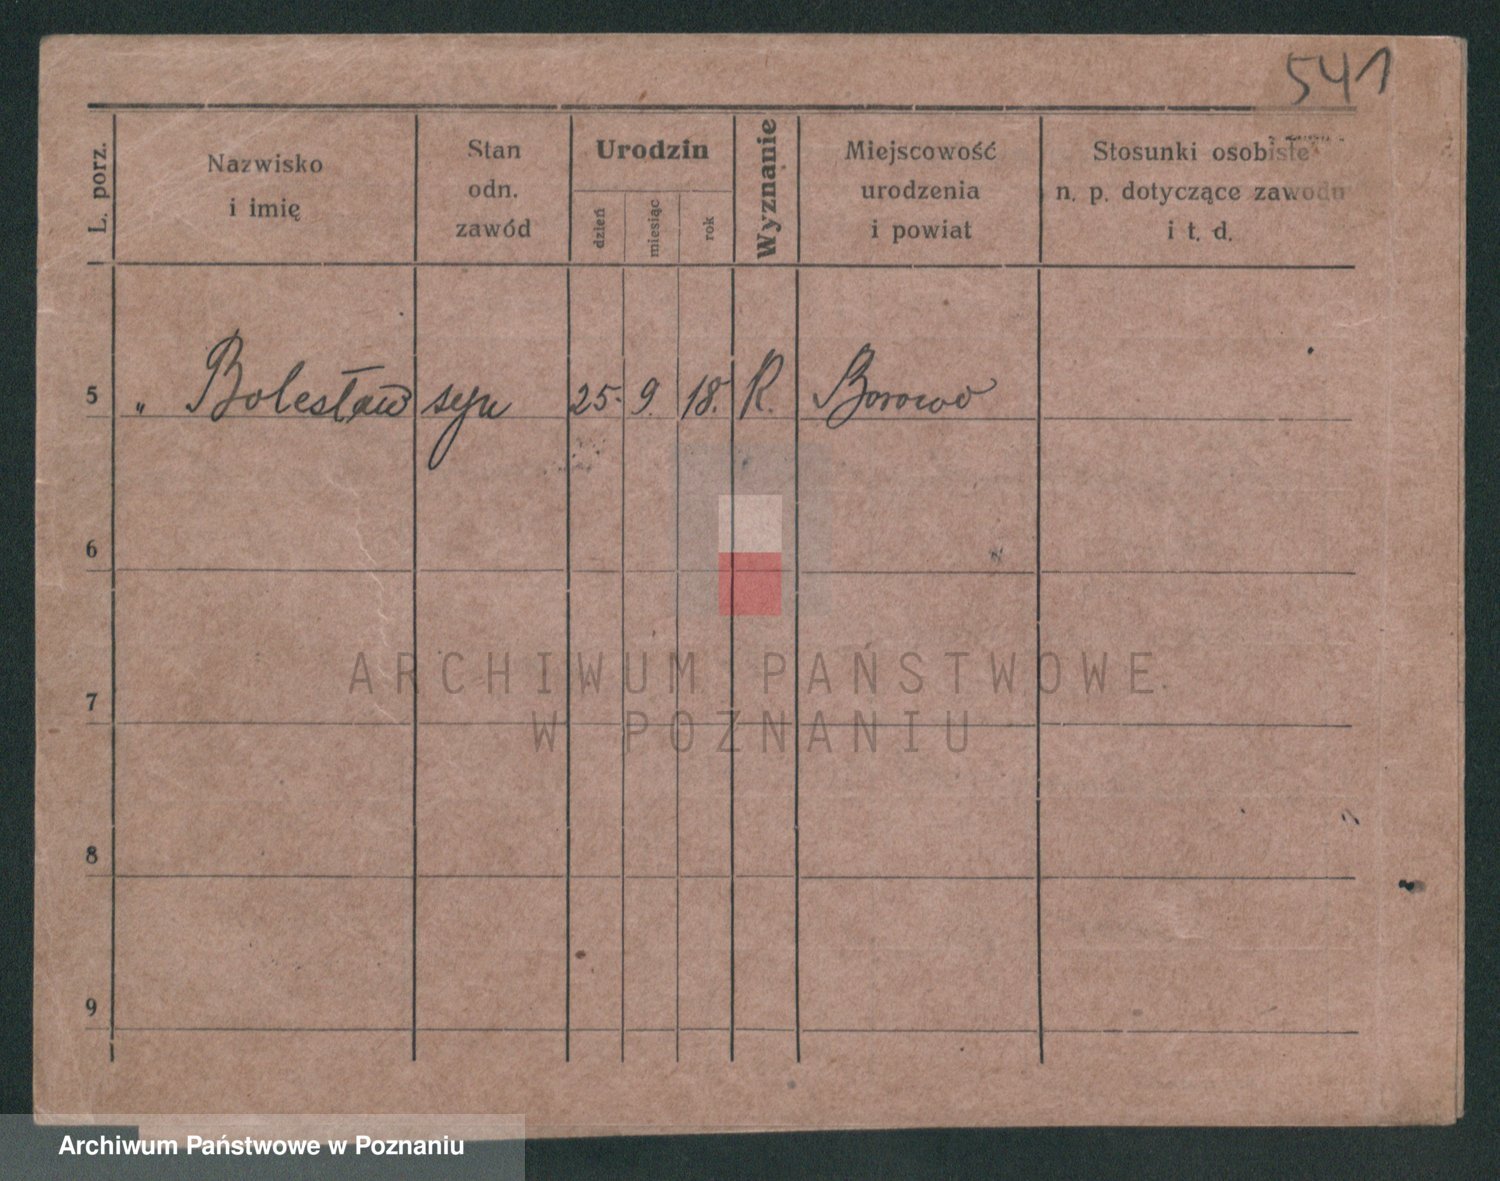 541
L. porz.
Nazwisko
i imię
Stan
odn.
zawód
Urodzin
dzień
miesiąc
rok
Wyznanie
Miejscowość
urodzenia
i powiat
Stosunki osobiste
n. p. dotyczące zawodu
i t. d.
5 „ Bolesław syn 25. 9. 18. R. Borowo
6
7
8
9
ARCHIWUM PAŃSTWOWE
W POZNANIU
Archiwum Państwowe w Poznaniu